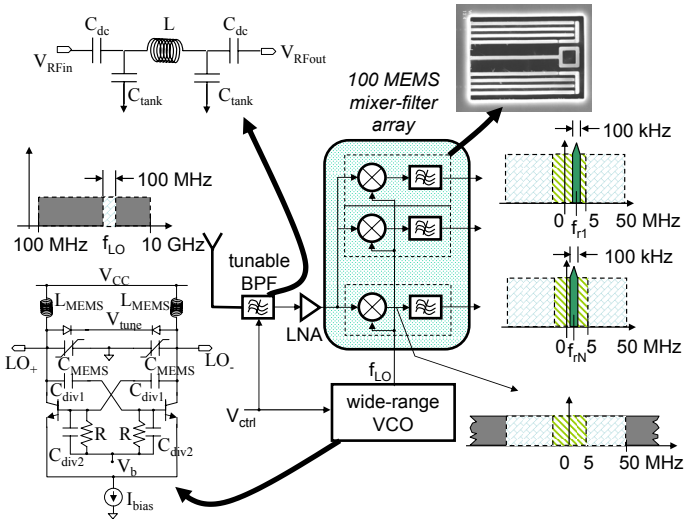 L
C_dc
C_dc
V_RFin
V_RFout
C_tank
C_tank
100 MEMS
mixer-filter
array
100 kHz
100 MHz
0 5 50 MHz
f_r1
100 MHz f_LO 10 GHz
100 kHz
tunable
BPF
LNA
V_CC
L_MEMS L_MEMS
V_tune
0 5 50 MHz
f_rN
LO_+ LO_-
C_MEMS C_MEMS
f_LO
C_div1 C_div1
V_ctrl
wide-range
VCO
R R
C_div2 C_div2
V_b
0 5 50 MHz
I_bias